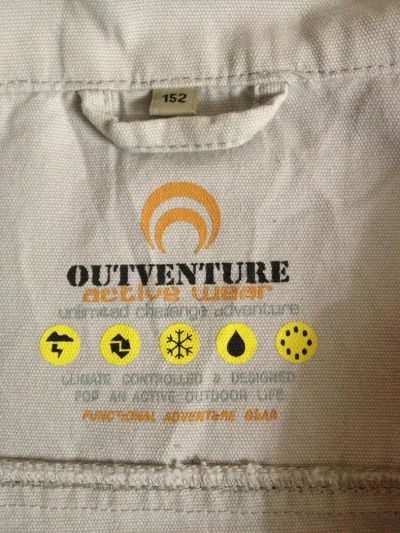 152
OUTVENTURE
active wear
unlimited challenge adventure
CLIMATE CONTROLLED & DESIGNED
FOR AN ACTIVE OUTDOOR LIFE
FUNCTIONAL ADVENTURE GEAR